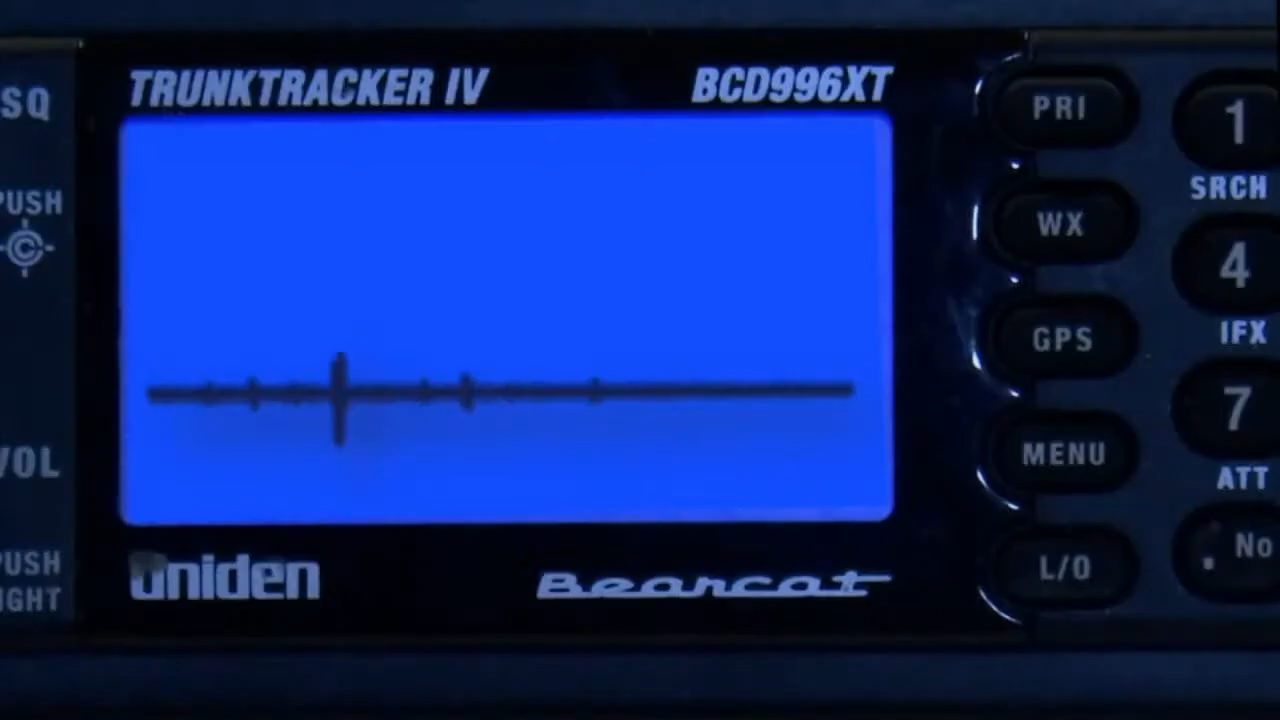 TRUNKTRACKER IV BCD996XT
SQ
PUSH
C
VOL
PUSH
uniden
Bearcat
PRI
WX
GPS
MENU
L/O
1
SRCH
4
IFX
7
ATT
. No